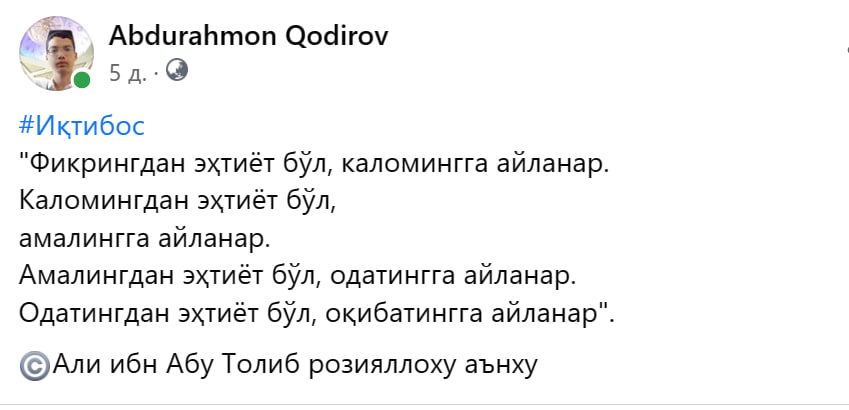 Abdurahmon Qodirov
5 д. ·
#Иқтибос
"Фикрингдан эҳтиёт бўл, каломингга айланар.
Каломингдан эҳтиёт бўл,
амалингга айланар.
Амалингдан эҳтиёт бўл, одатингга айланар.
Одатингдан эҳтиёт бўл, оқибатингга айланар".
©Али ибн Абу Толиб розияллоху аънху